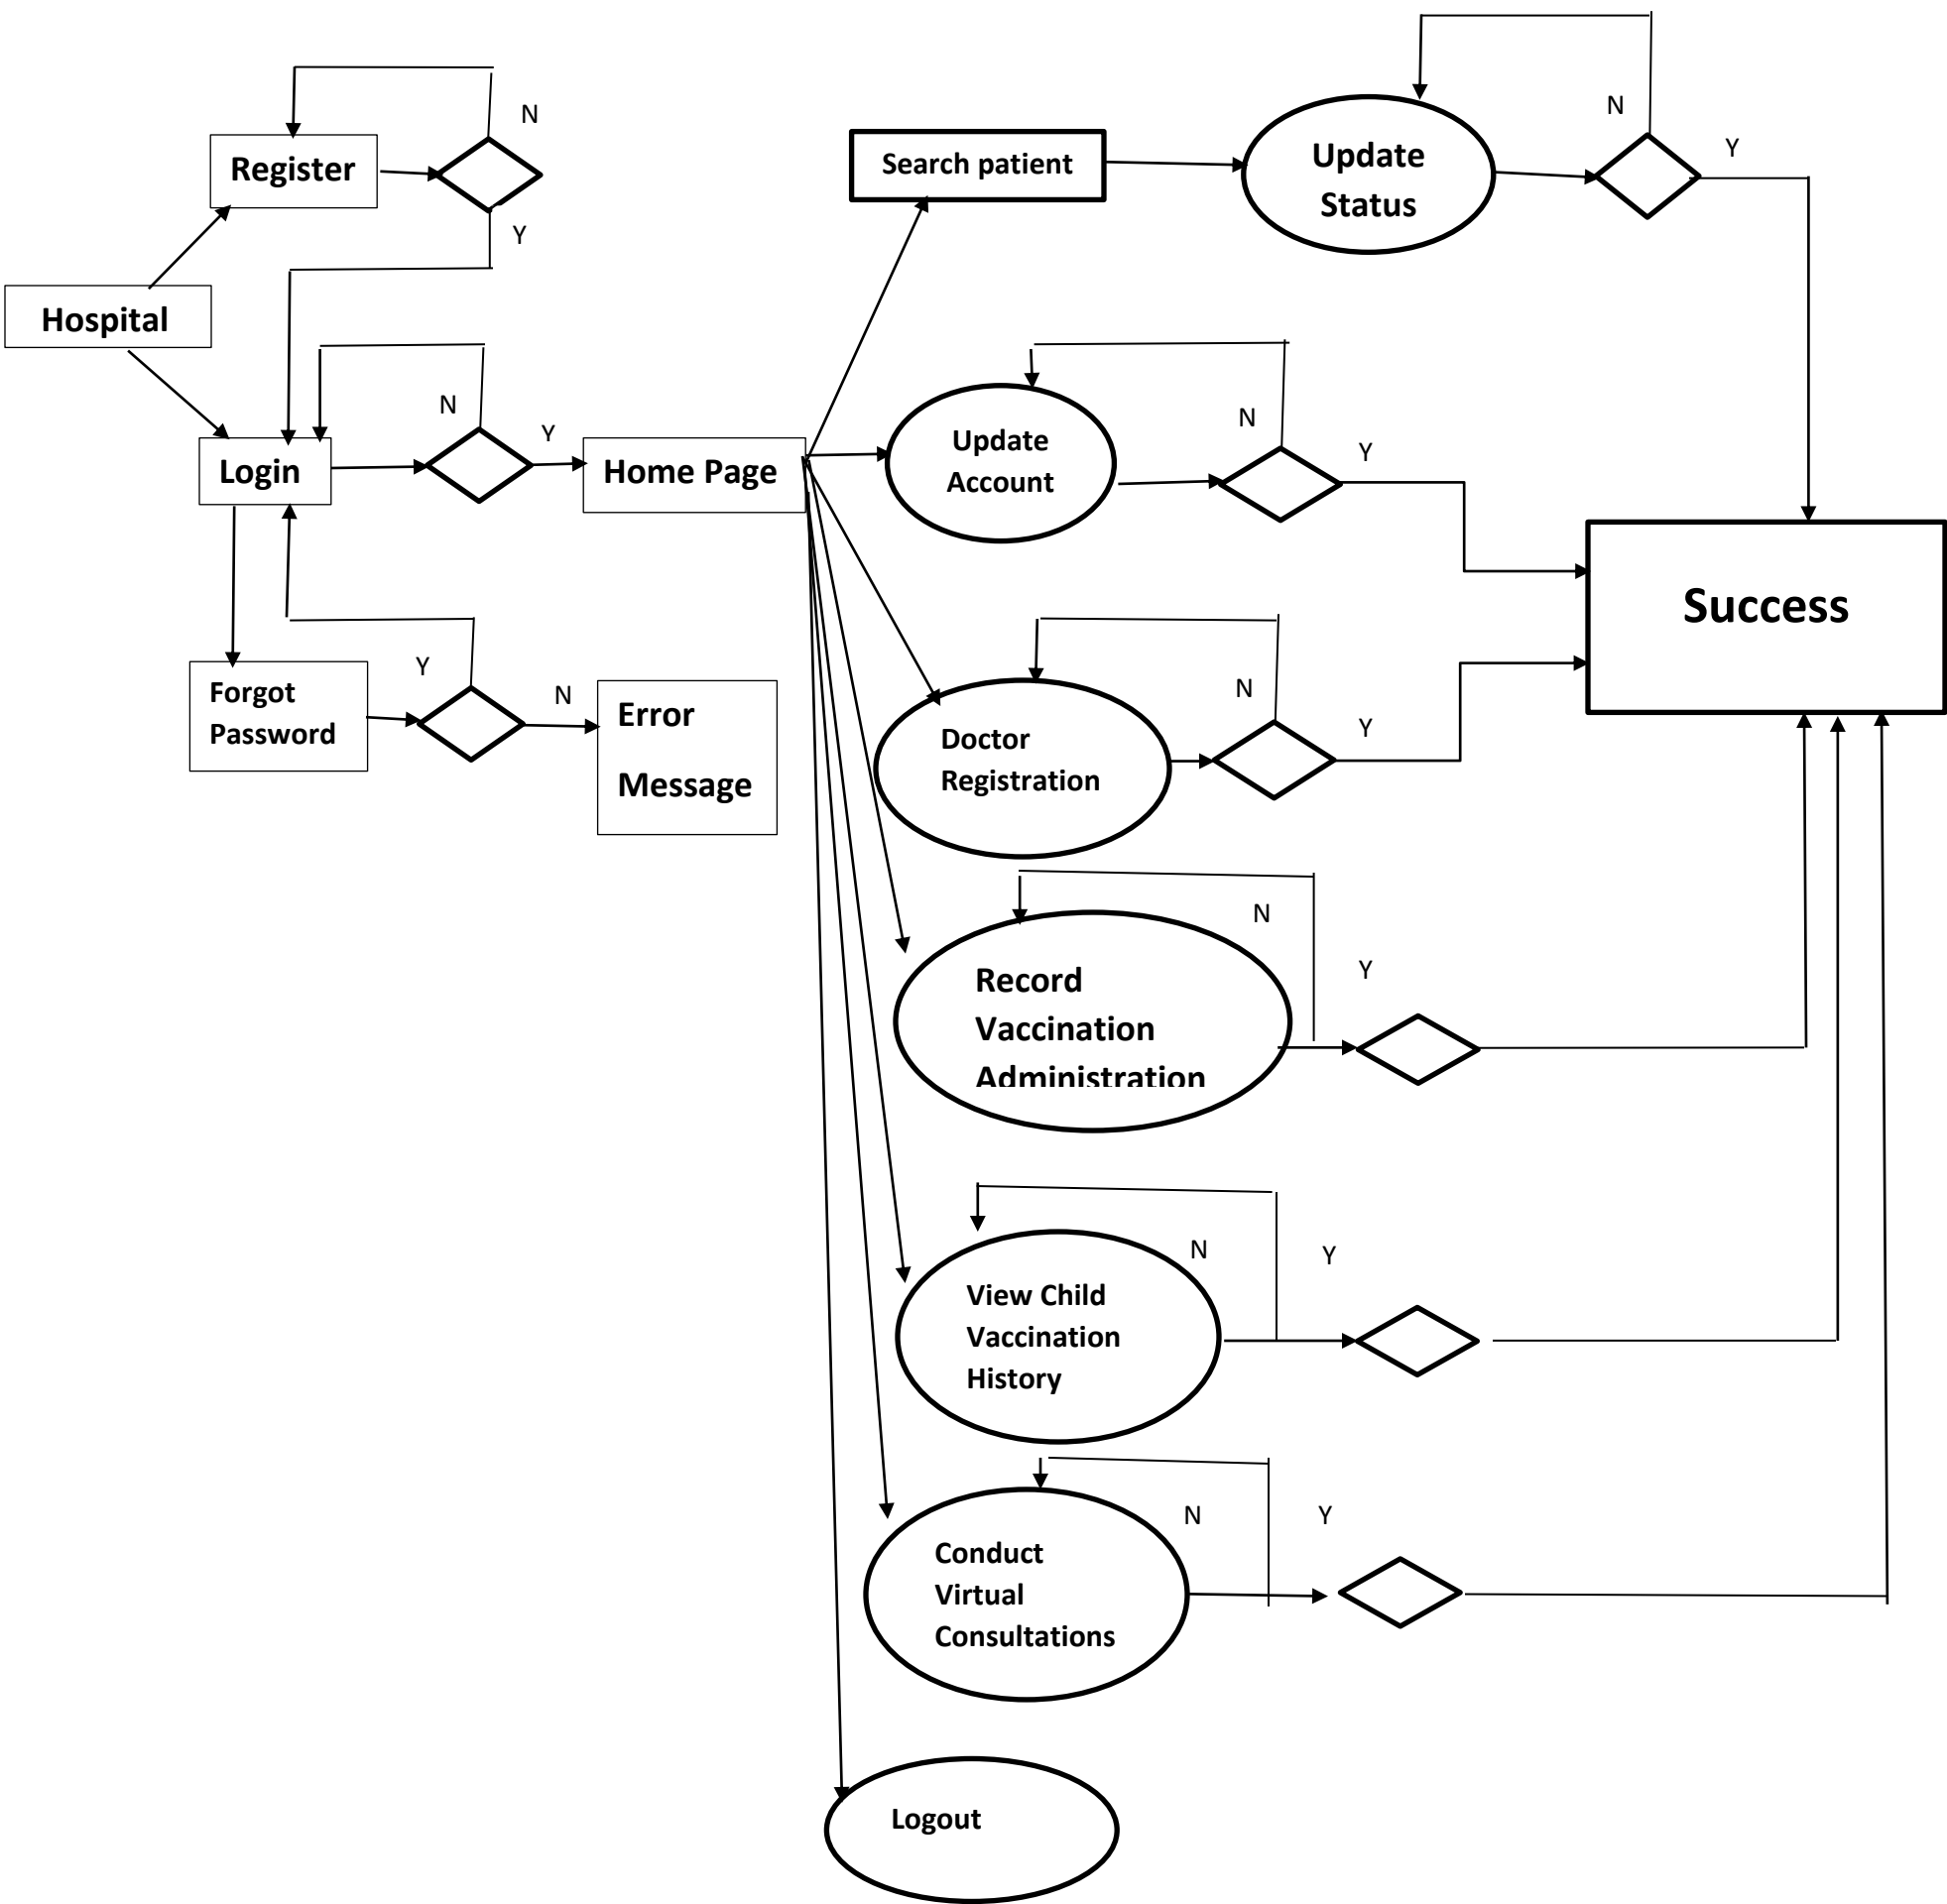 N
Register
Y
Hospital
N
Y
Login
Home Page
Y
N
Forgot
Password
Error
Message
Search patient
Update
Status
N
Y
Update
Account
N
Y
Success
Doctor
Registration
N
Y
Record
Vaccination
Administration
N
Y
View Child
Vaccination
History
N
Y
Conduct
Virtual
Consultations
N
Y
Logout